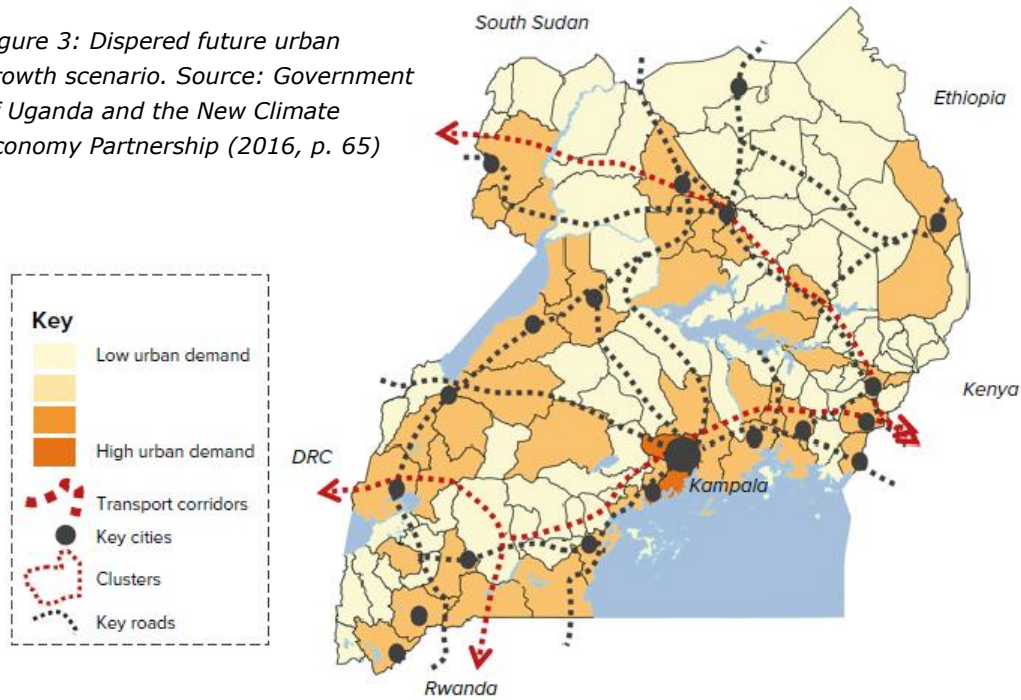 igure 3: Dispered future urban
rowth scenario. Source: Government
f Uganda and the New Climate
conomy Partnership (2016, p. 65)
South Sudan
Ethiopia
Key
Low urban demand
High urban demand
Transport corridors
Key cities
Clusters
Key roads
DRC
Kampala
Kenya
Rwanda